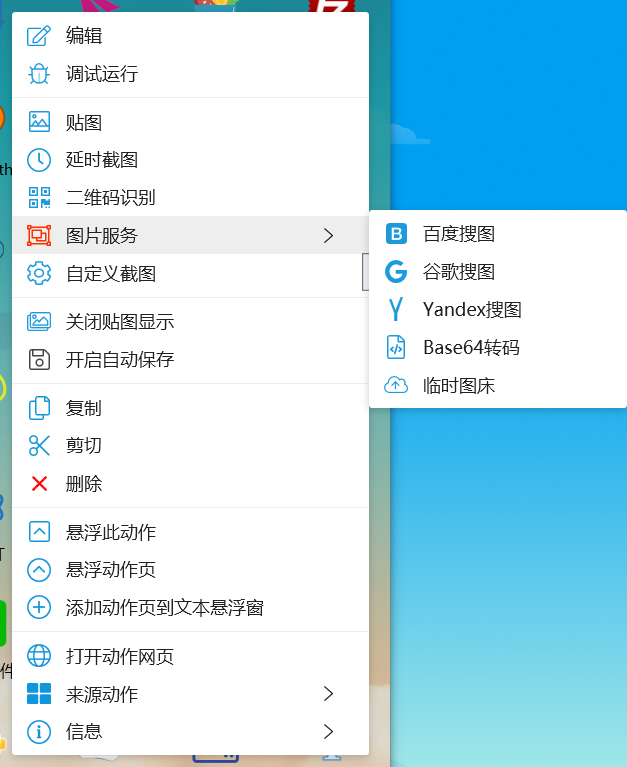 编辑
调试运行
贴图
延时截图
二维码识别
图片服务
自定义截图
关闭贴图显示
开启自动保存
复制
剪切
删除
悬浮此动作
悬浮动作页
添加动作页到文本悬浮窗
打开动作网页
来源动作
信息
百度搜图
谷歌搜图
Yandex搜图
Base64转码
临时图床
th
件